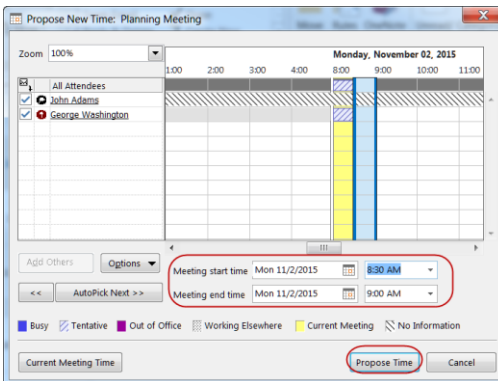 Propose New Time: Planning Meeting
Zoom 100%
Monday, November 02, 2015
1:00 2:00 3:00 4:00 8:00 9:00 10:00 11:00
All Attendees
John Adams
George Washington
Add Others Options
Meeting start time Mon 11/2/2015 8:30 AM
<< AutoPick Next >> Meeting end time Mon 11/2/2015 9:00 AM
Busy Tentative Out of Office Working Elsewhere Current Meeting No Information
Current Meeting Time Propose Time Cancel